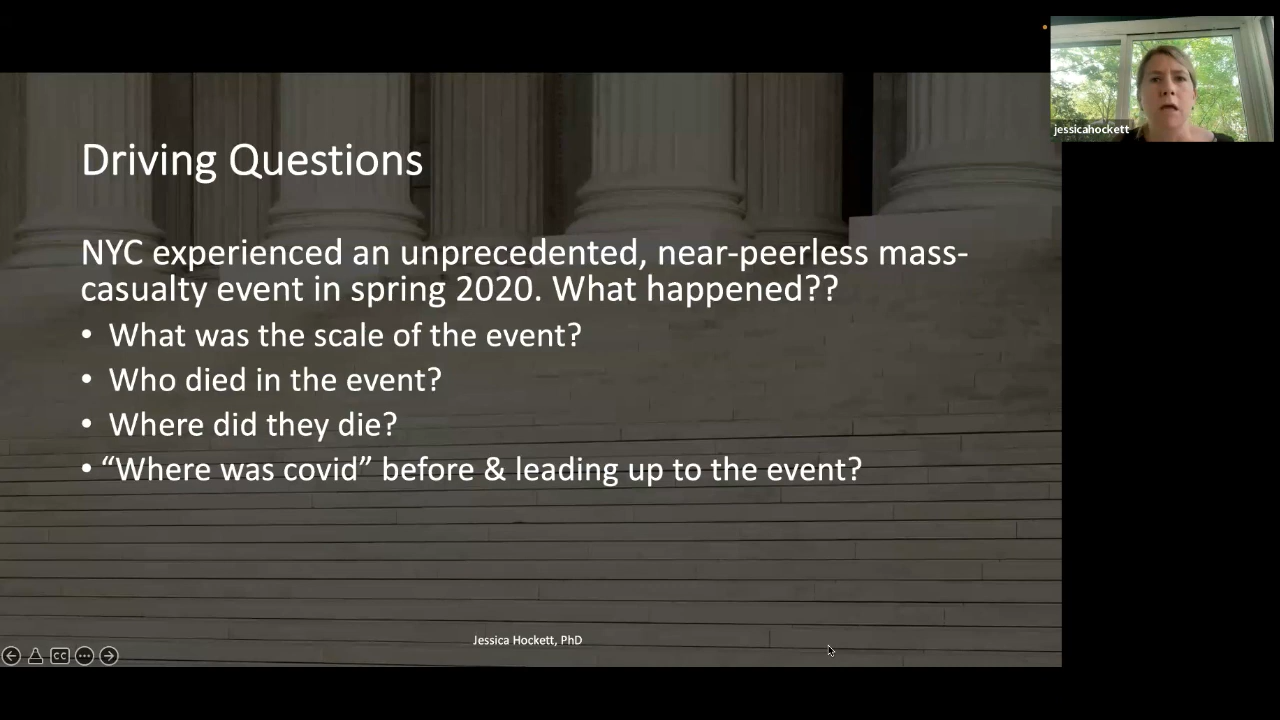 jessicahockett
Driving Questions
NYC experienced an unprecedented, near-peerless mass-
casualty event in spring 2020. What happened??
• What was the scale of the event?
• Who died in the event?
• Where did they die?
• “Where was covid” before & leading up to the event?
Jessica Hockett, PhD
CC